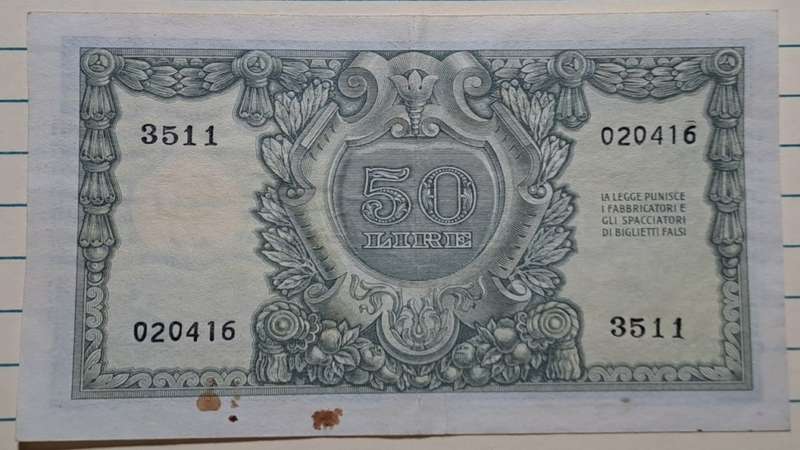 3511
020416
50
LIRE
LA LEGGE PUNISCE
I FABBRICATORI E
GLI SPACCIATORI
DI BIGLIETTI FALSI
020416
3511